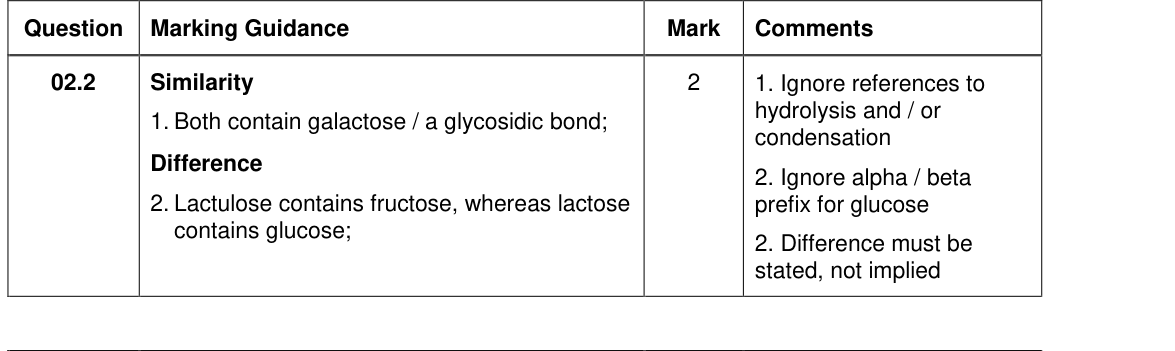 Question Marking Guidance Mark Comments
02.2 Similarity 2 1. Ignore references to
hydrolysis and / or
condensation
1. Both contain galactose / a glycosidic bond;
Difference
2. Ignore alpha / beta
prefix for glucose
2. Lactulose contains fructose, whereas lactose
contains glucose;
2. Difference must be
stated, not implied